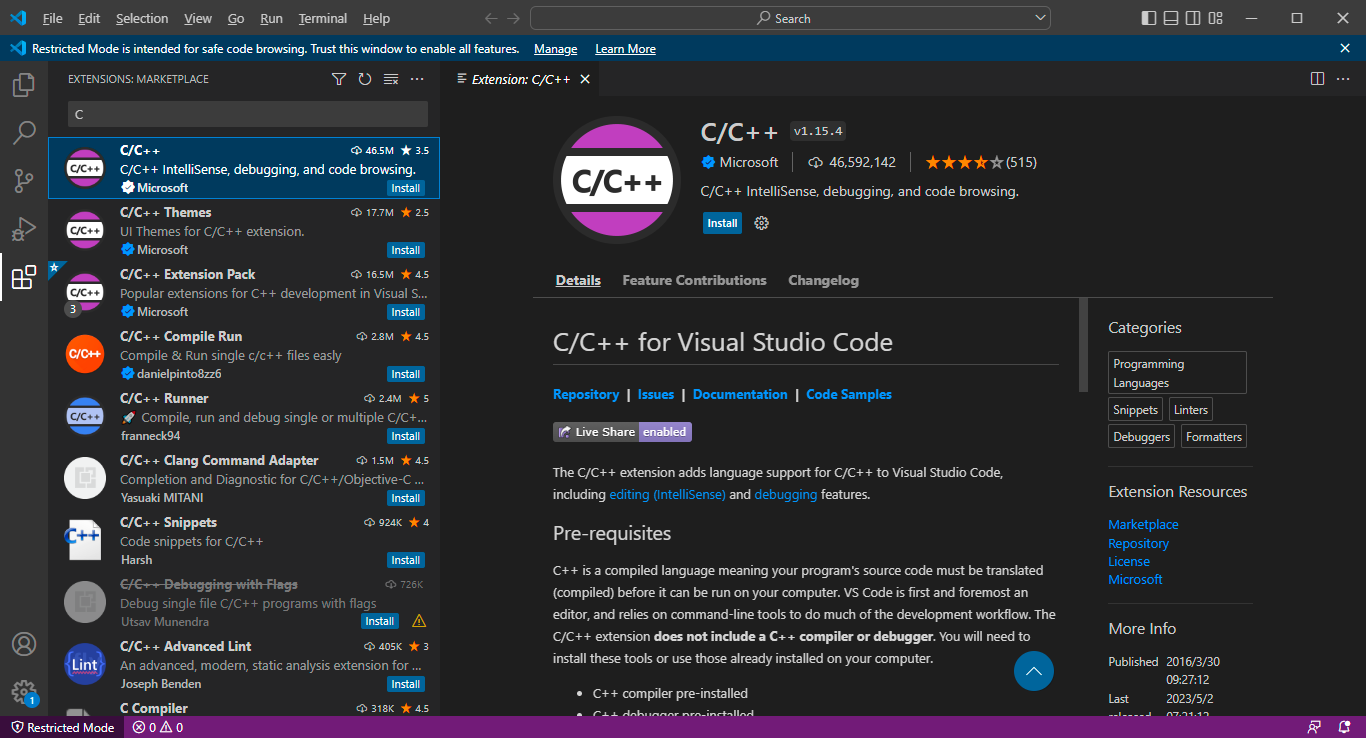 File Edit Selection View Go Run Terminal Help
Search
Restricted Mode is intended for safe code browsing. Trust this window to enable all features. Manage Learn More
EXTENSIONS: MARKETPLACE
C
C/C++ 46.5M 3.5
C/C++ IntelliSense, debugging, and code browsing.
Microsoft Install
C/C++
C/C++ Themes 17.7M 2.5
UI Themes for C/C++ extension.
Microsoft Install
C/C++
C/C++ Extension Pack 16.5M 4.5
Popular extensions for C++ development in Visual S...
Microsoft Install
C/C++
3
C/C++ Compile Run 2.8M 4.5
Compile & Run single c/c++ files easly
danielpinto8zz6 Install
C/C++
C/C++ Runner 2.4M 5
🚀 Compile, run and debug single or multiple C/C+...
franneck94 Install
C/C++
C/C++ Clang Command Adapter 1.5M 4.5
Completion and Diagnostic for C/C++/Objective-C ...
Yasuaki MITANI Install
C/C++ Snippets 924K 4
Code snippets for C/C++
Harsh Install
C++
C/C++ Debugging with Flags 726K
Debug single file C/C++ programs with flags
Utsav Munendra Install
C/C++ Advanced Lint 405K 3
An advanced, modern, static analysis extension for ...
Joseph Benden Install
Lint
C Compiler 318K 4.5
1
Extension: C/C++
C/C++
C/C++ v1.15.4
Microsoft 46,592,142 (515)
C/C++ IntelliSense, debugging, and code browsing.
Install
Details Feature Contributions Changelog
C/C++ for Visual Studio Code
Repository | Issues | Documentation | Code Samples
Live Share enabled
The C/C++ extension adds language support for C/C++ to Visual Studio Code,
including editing (IntelliSense) and debugging features.
Pre-requisites
C++ is a compiled language meaning your program's source code must be translated
(compiled) before it can be run on your computer. VS Code is first and foremost an
editor, and relies on command-line tools to do much of the development workflow. The
C/C++ extension does not include a C++ compiler or debugger. You will need to
install these tools or use those already installed on your computer.
• C++ compiler pre-installed
• C++ debugger pre-installed
Categories
Programming
Languages
Snippets Linters
Debuggers Formatters
Extension Resources
Marketplace
Repository
License
Microsoft
More Info
Published 2016/3/30
09:27:12
Last 2023/5/2
released 07:21:12
Restricted Mode 0 0